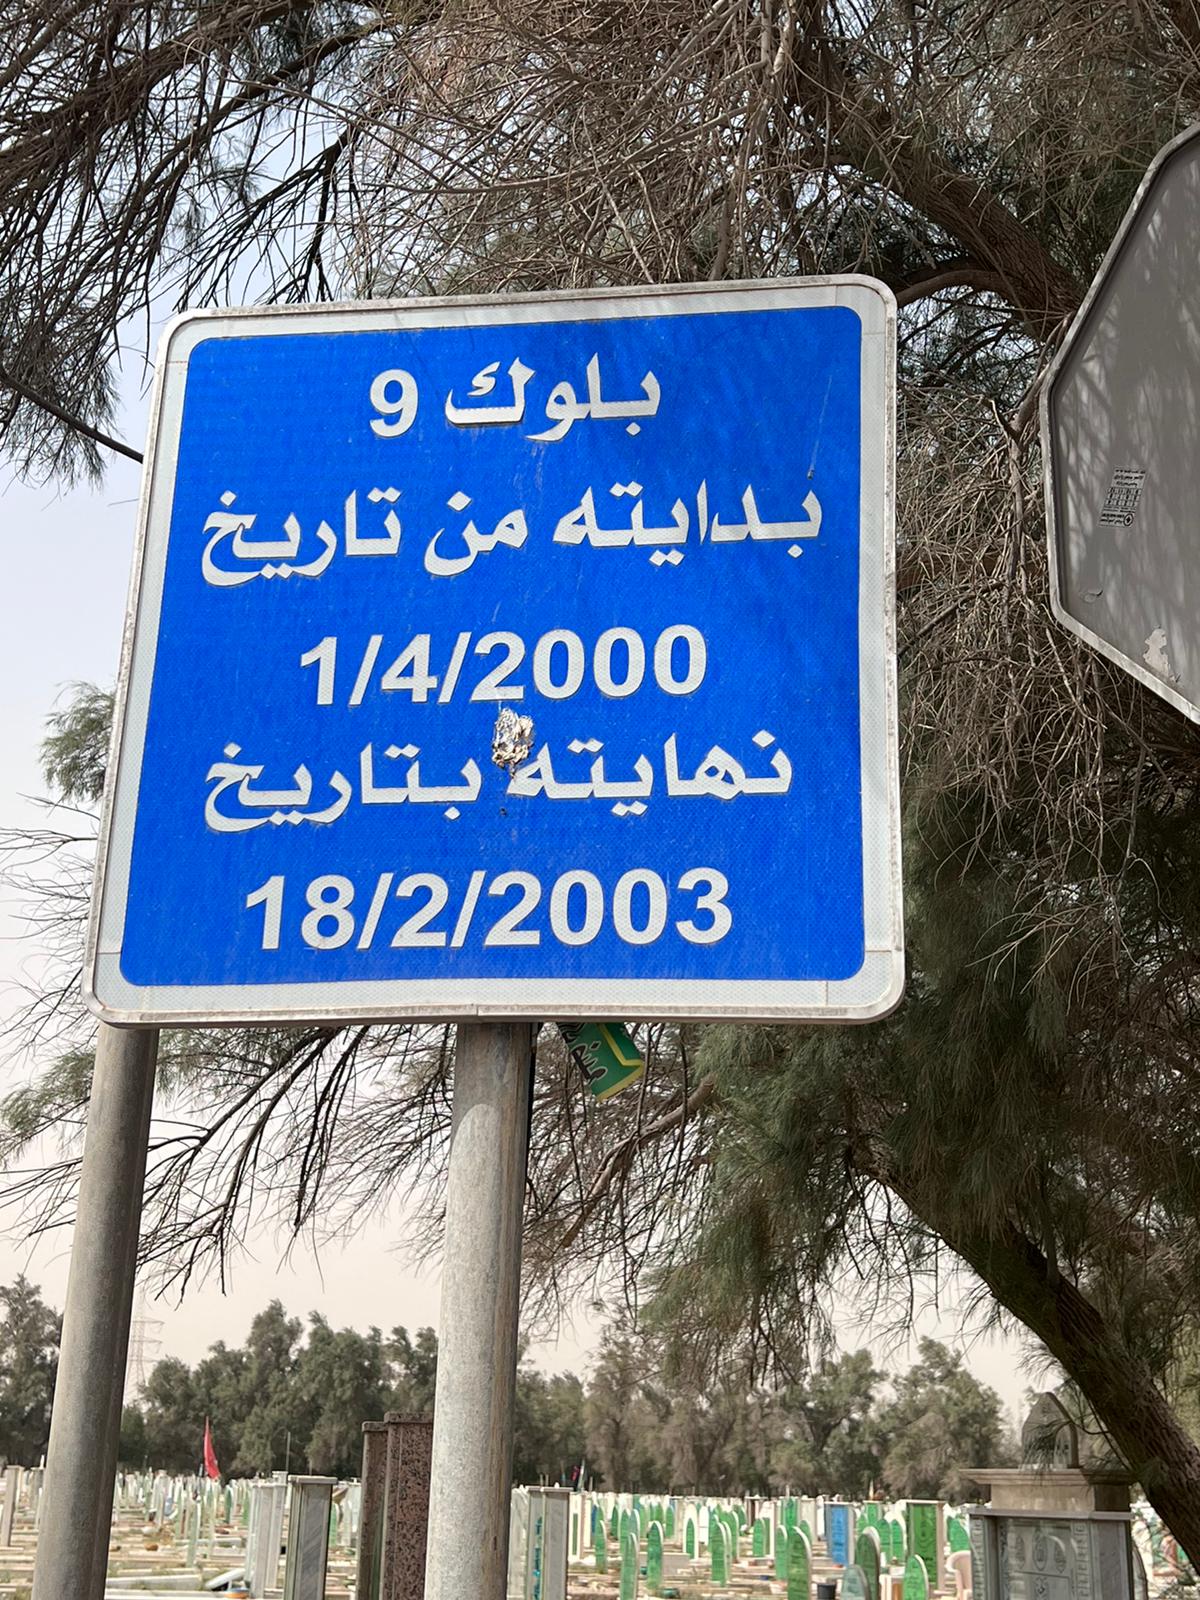 بلوك 9
بدايته من تاريخ
1/4/2000
نهايته بتاريخ
18/2/2003